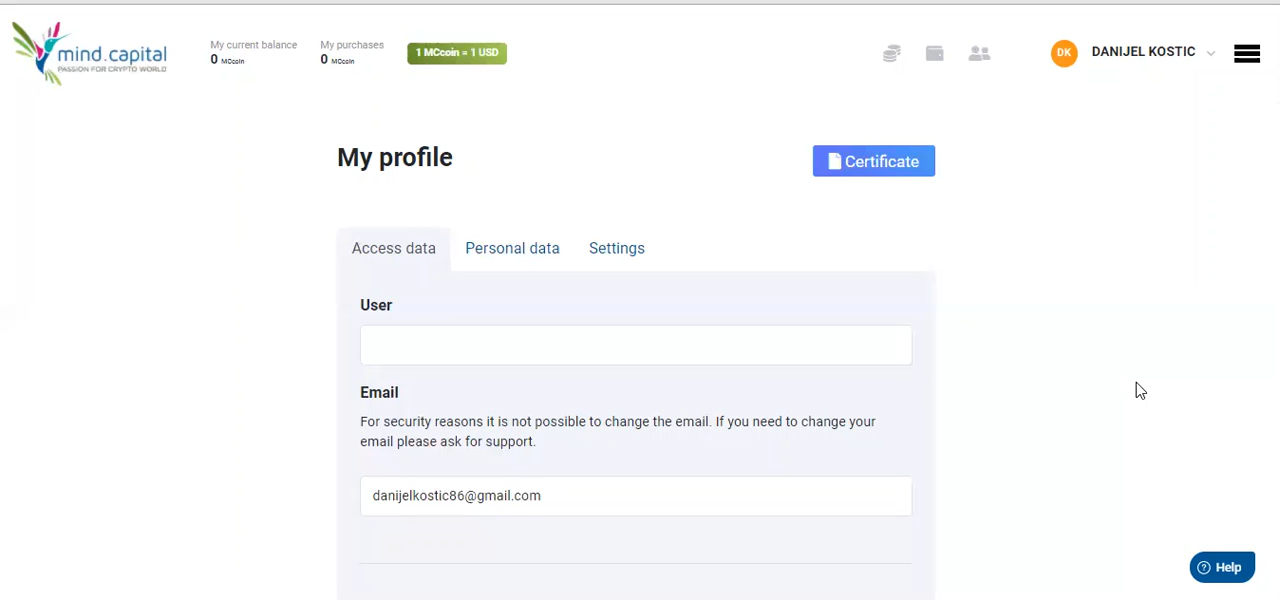 mind.capital
PASSION FOR CRYPTO WORLD
My current balance
0 MCcoin
My purchases
0 MCcoin
1 MCcoin = 1 USD
DK
DANIJEL KOSTIC
My profile
Certificate
Access data
Personal data
Settings
User
Email
For security reasons it is not possible to change the email. If you need to change your
email please ask for support.
danijelkostic86@gmail.com
? Help